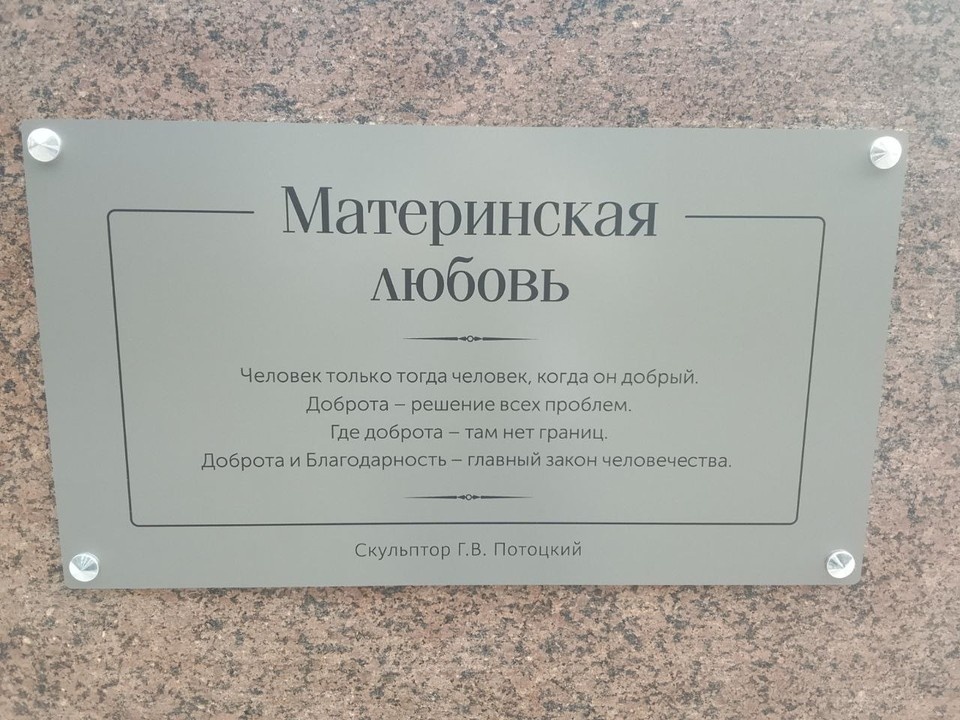 Материнская
любовь
Человек только тогда человек, когда он добрый.
Доброта – решение всех проблем.
Где доброта – там нет границ.
Доброта и Благодарность – главный закон человечества.
Скульптор Г.В. Потоцкий